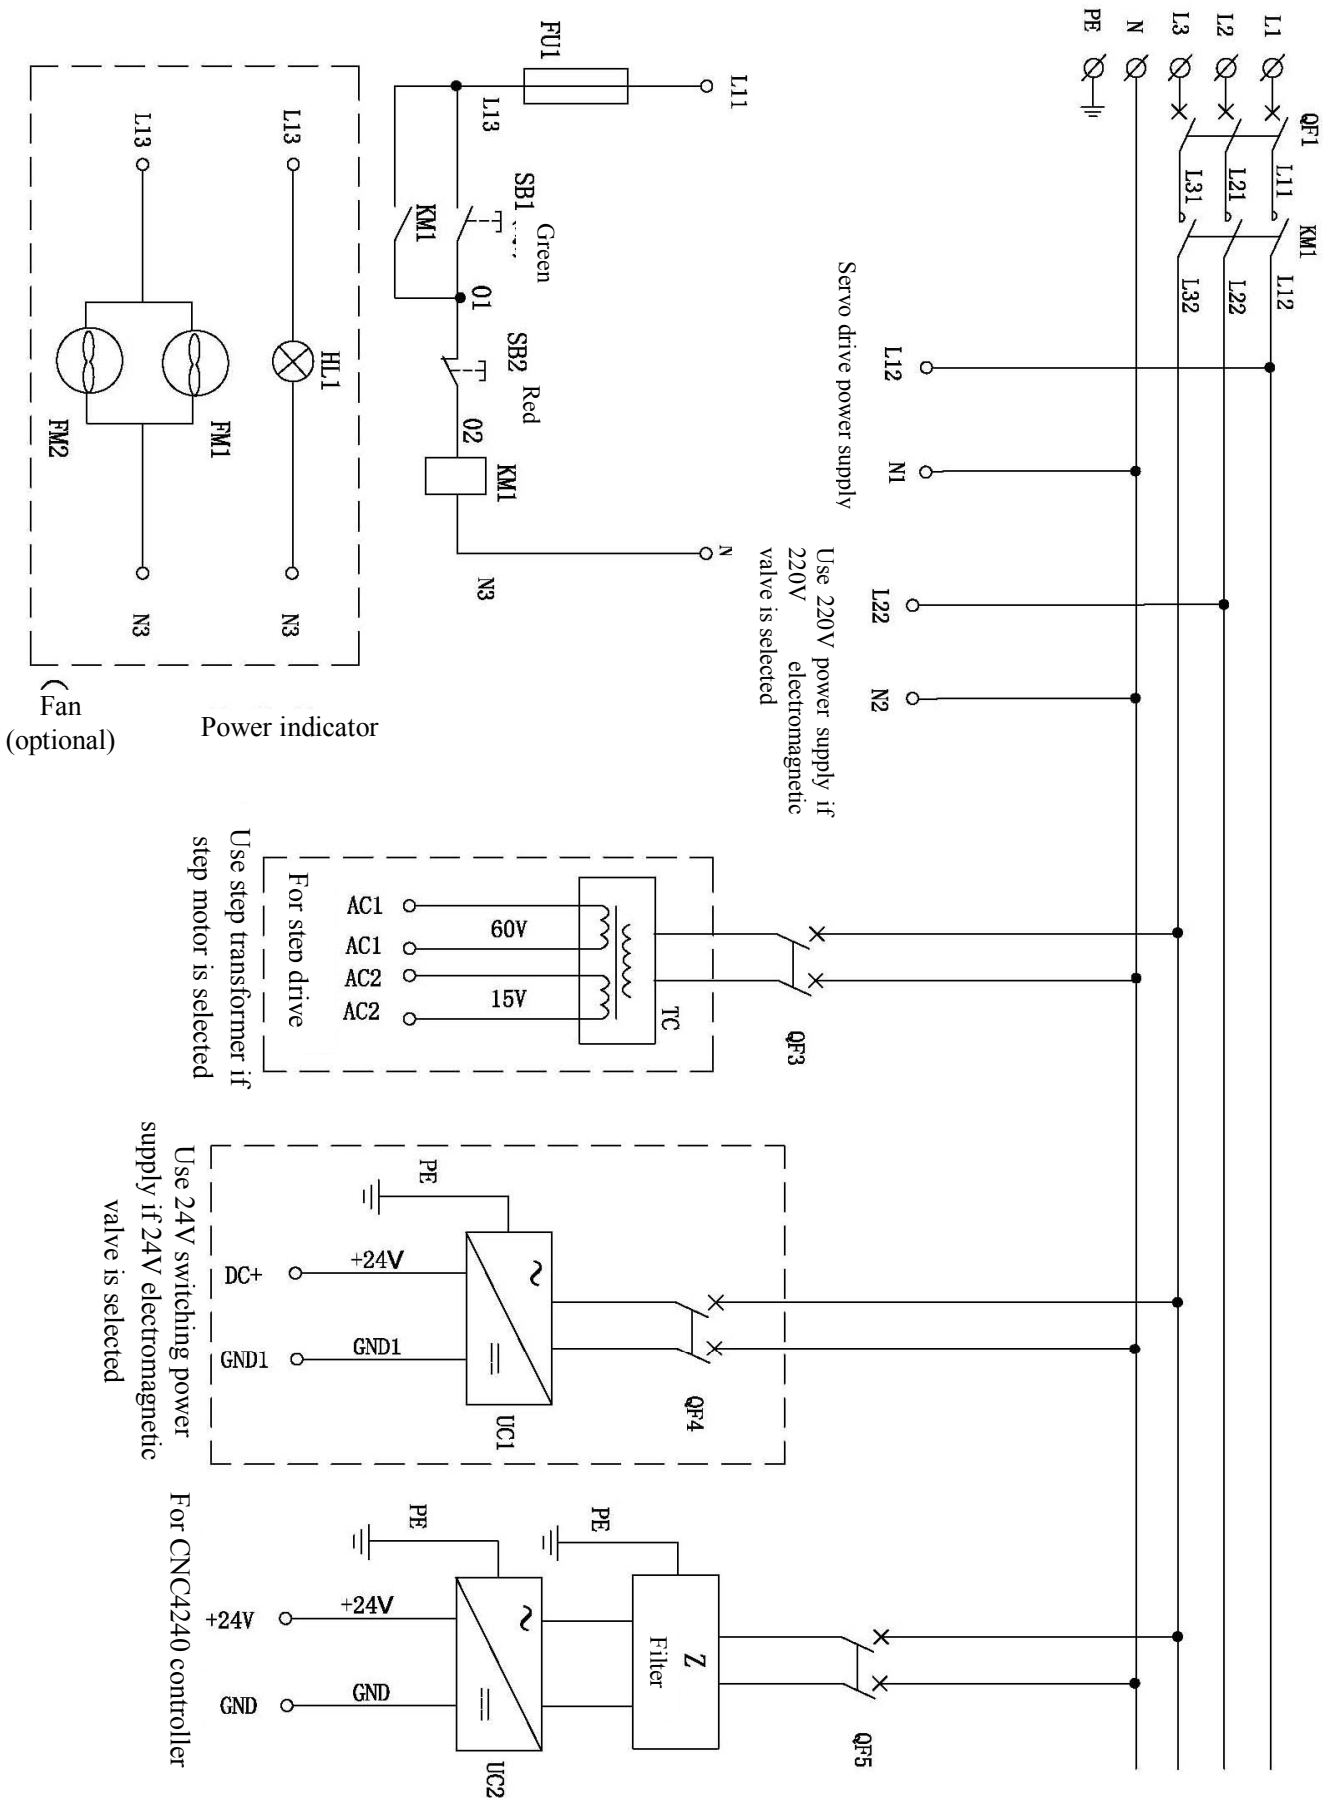 L1
L2
L3
N
PE
QF1
L11
L21
L31
KM1
L12
L22
L32
L12
N1
Servo drive power supply
L22
N2
Use 220V power supply if
220V electromagnetic
valve is selected
L11
FU1
L13
SB1
Green
KM1
01
SB2
Red
02
KM1
N3
N
L13
HL1
N3
L13
FM1
FM2
N3
Power indicator
Fan
(optional)
QF3
TC
60V
15V
AC1
AC1
AC2
AC2
For step drive
Use step transformer if
step motor is selected
QF4
UC1
PE
+24V
DC+
GND1
GND1
Use 24V switching power
supply if 24V electromagnetic
valve is selected
QF5
Z
Filter
PE
UC2
PE
+24V
+24V
GND
GND
For CNC4240 controller